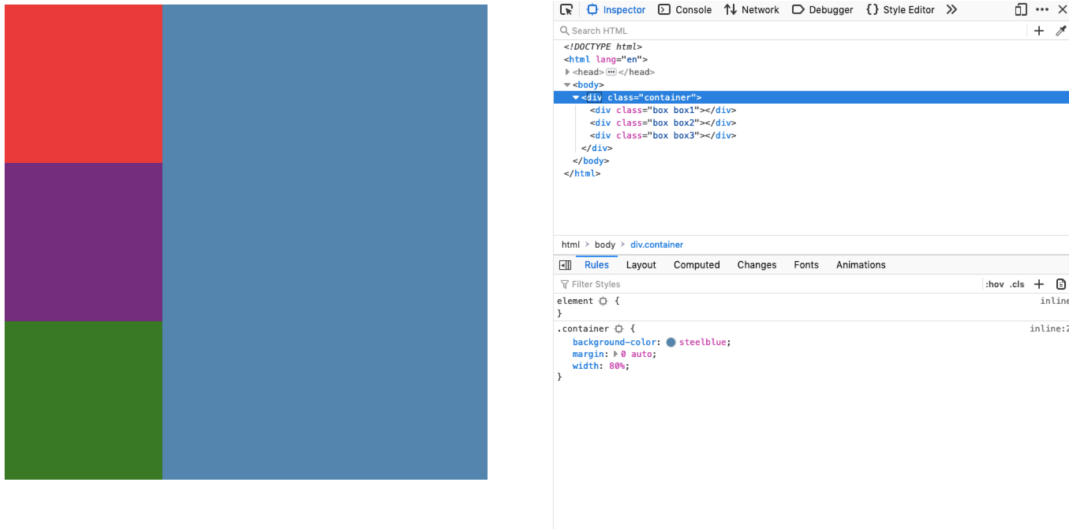 Inspector Console Network Debugger {} Style Editor
Search HTML
<!DOCTYPE html>
<html lang="en">
<head></head>
<body>
<div class="container">
<div class="box box1"></div>
<div class="box box2"></div>
<div class="box box3"></div>
</div>
</body>
</html>
html > body > div.container
Rules Layout Computed Changes Fonts Animations
Filter Styles :hov .cls
element { inline
}
.container { inline:2
background-color: steelblue;
margin: 0 auto;
width: 80%;
}